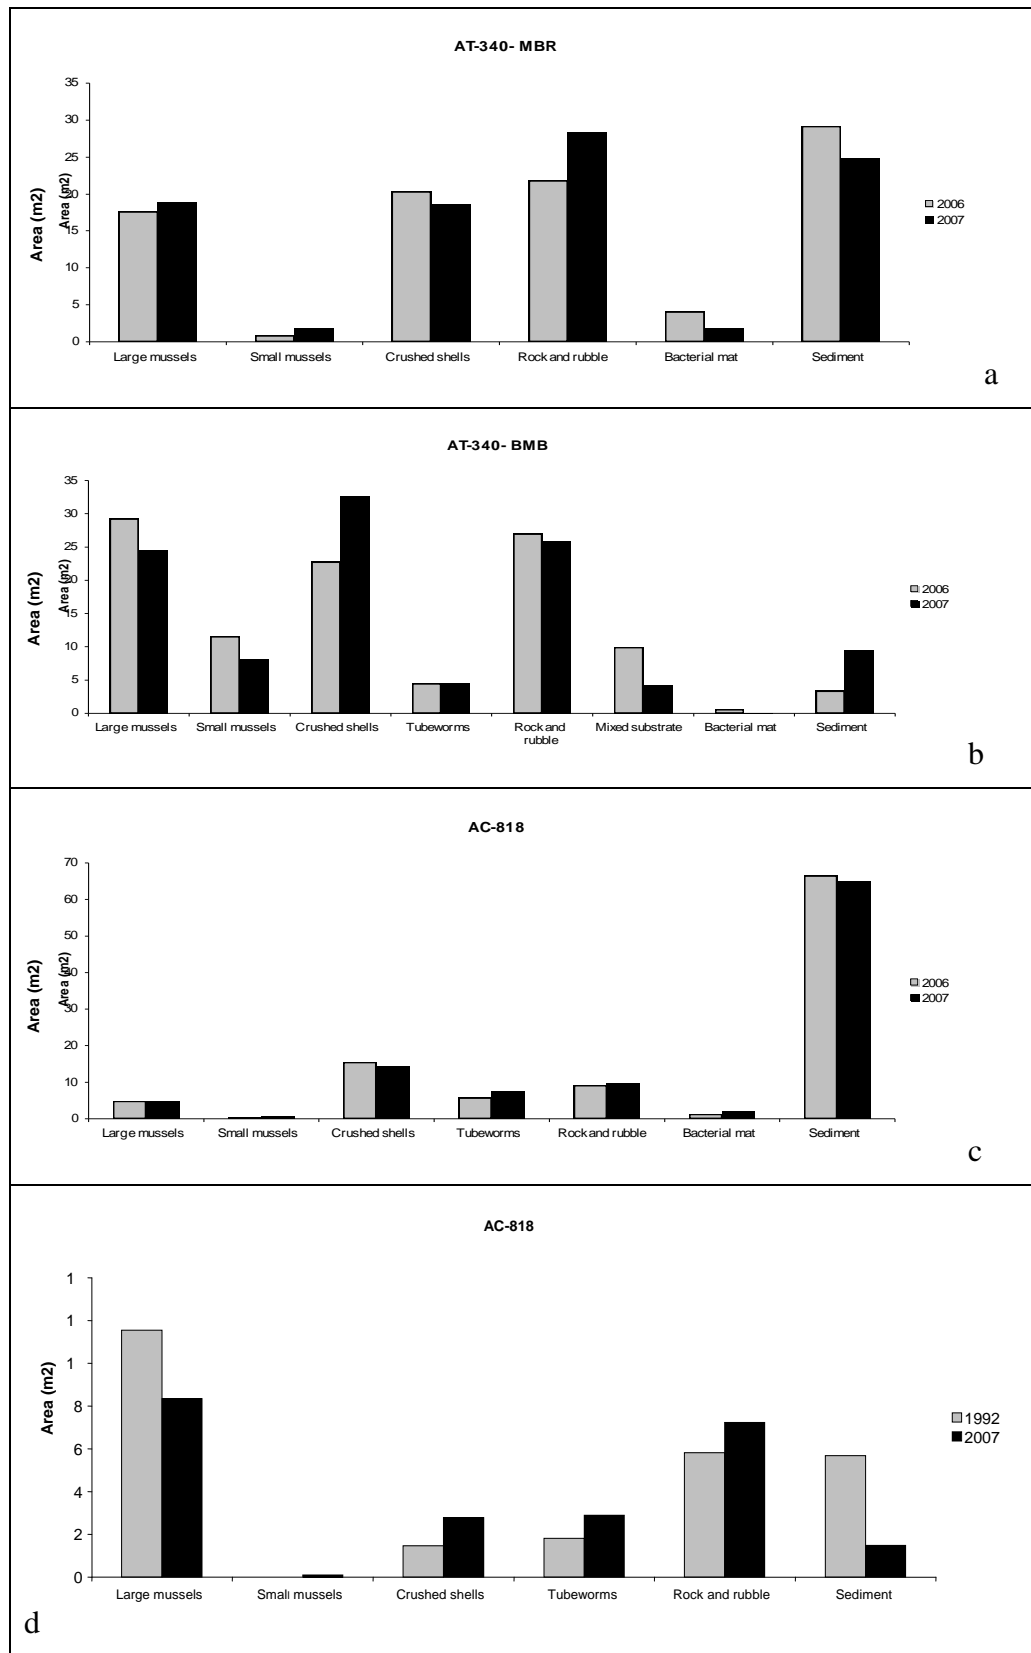 AT-340- MBR
35
30
25
20
15
10
5
0
Area (m2)
Area (m2)
Large mussels Small mussels Crushed shells Rock and rubble Bacterial mat Sediment
2006
2007
a
AT-340- BMB
35
30
25
20
15
10
5
0
Area (m2)
Area (m2)
Large mussels Small mussels Crushed shells Tubeworms Rock and rubble Mixed substrate Bacterial mat Sediment
2006
2007
b
AC-818
70
60
50
40
30
20
10
0
Area (m2)
Area (m2)
Large mussels Small mussels Crushed shells Tubeworms Rock and rubble Bacterial mat Sediment
2006
2007
c
AC-818
1
1
1
8
6
4
2
0
Area (m2)
Large mussels Small mussels Crushed shells Tubeworms Rock and rubble Sediment
1992
2007
d